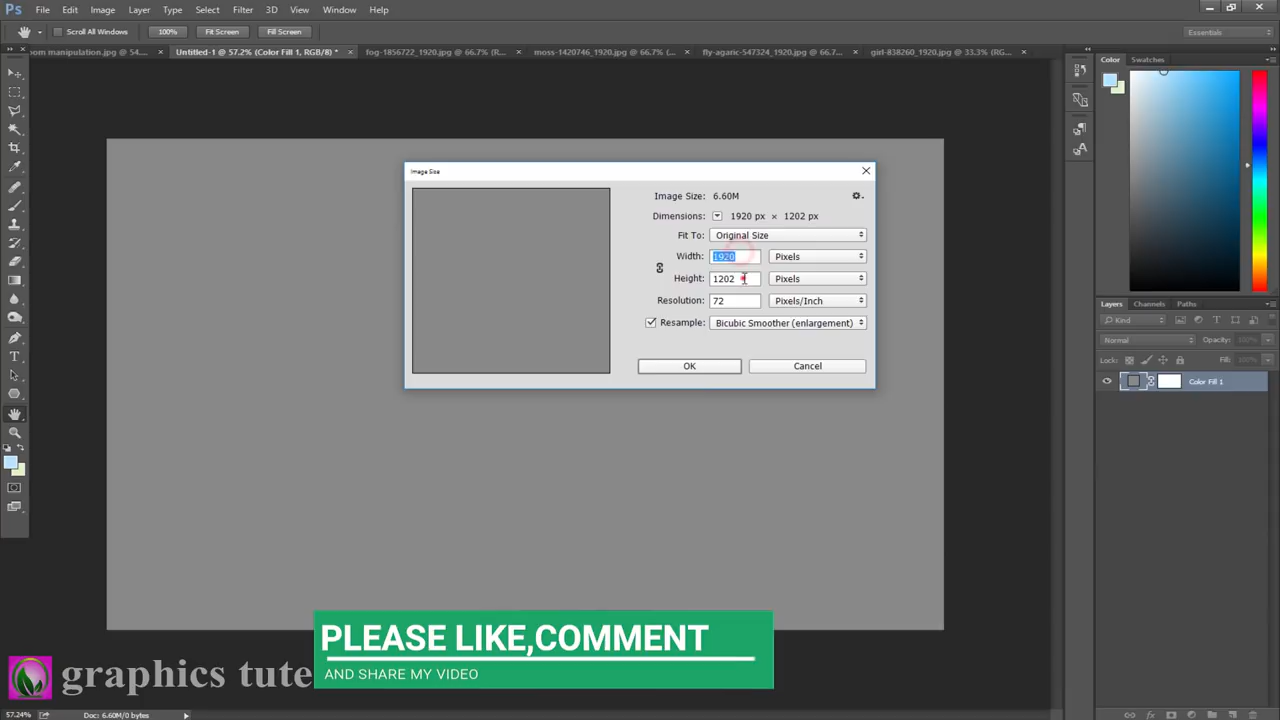 Ps File Edit Image Layer Type Select Filter 3D View Window Help
Scroll All Windows 100% Fit Screen Fill Screen Essentials
oom manipulation.jpg @ 54.... × Untitled-1 @ 57.2% (Color Fill 1, RGB/8) * × fog-1856722_1920.jpg @ 66.7% (R... × moss-1420746_1920.jpg @ 66.7% (... × fly-agaric-547324_1920.jpg @ 66.7%... × girl-838260_1920.jpg @ 33.3% (RG... ×
Color Swatches
Image Size
Image Size: 6.60M
Dimensions: 1920 px × 1202 px
Fit To: Original Size
Width: 1920 Pixels
Height: 1202 Pixels
Resolution: 72 Pixels/Inch
Resample: Bicubic Smoother (enlargement)
OK Cancel
Layers Channels Paths
Kind
Normal Opacity: 100%
Lock: Fill: 100%
Color Fill 1
PLEASE LIKE,COMMENT
AND SHARE MY VIDEO
graphics tute
57.24% Doc: 6.60M/0 bytes